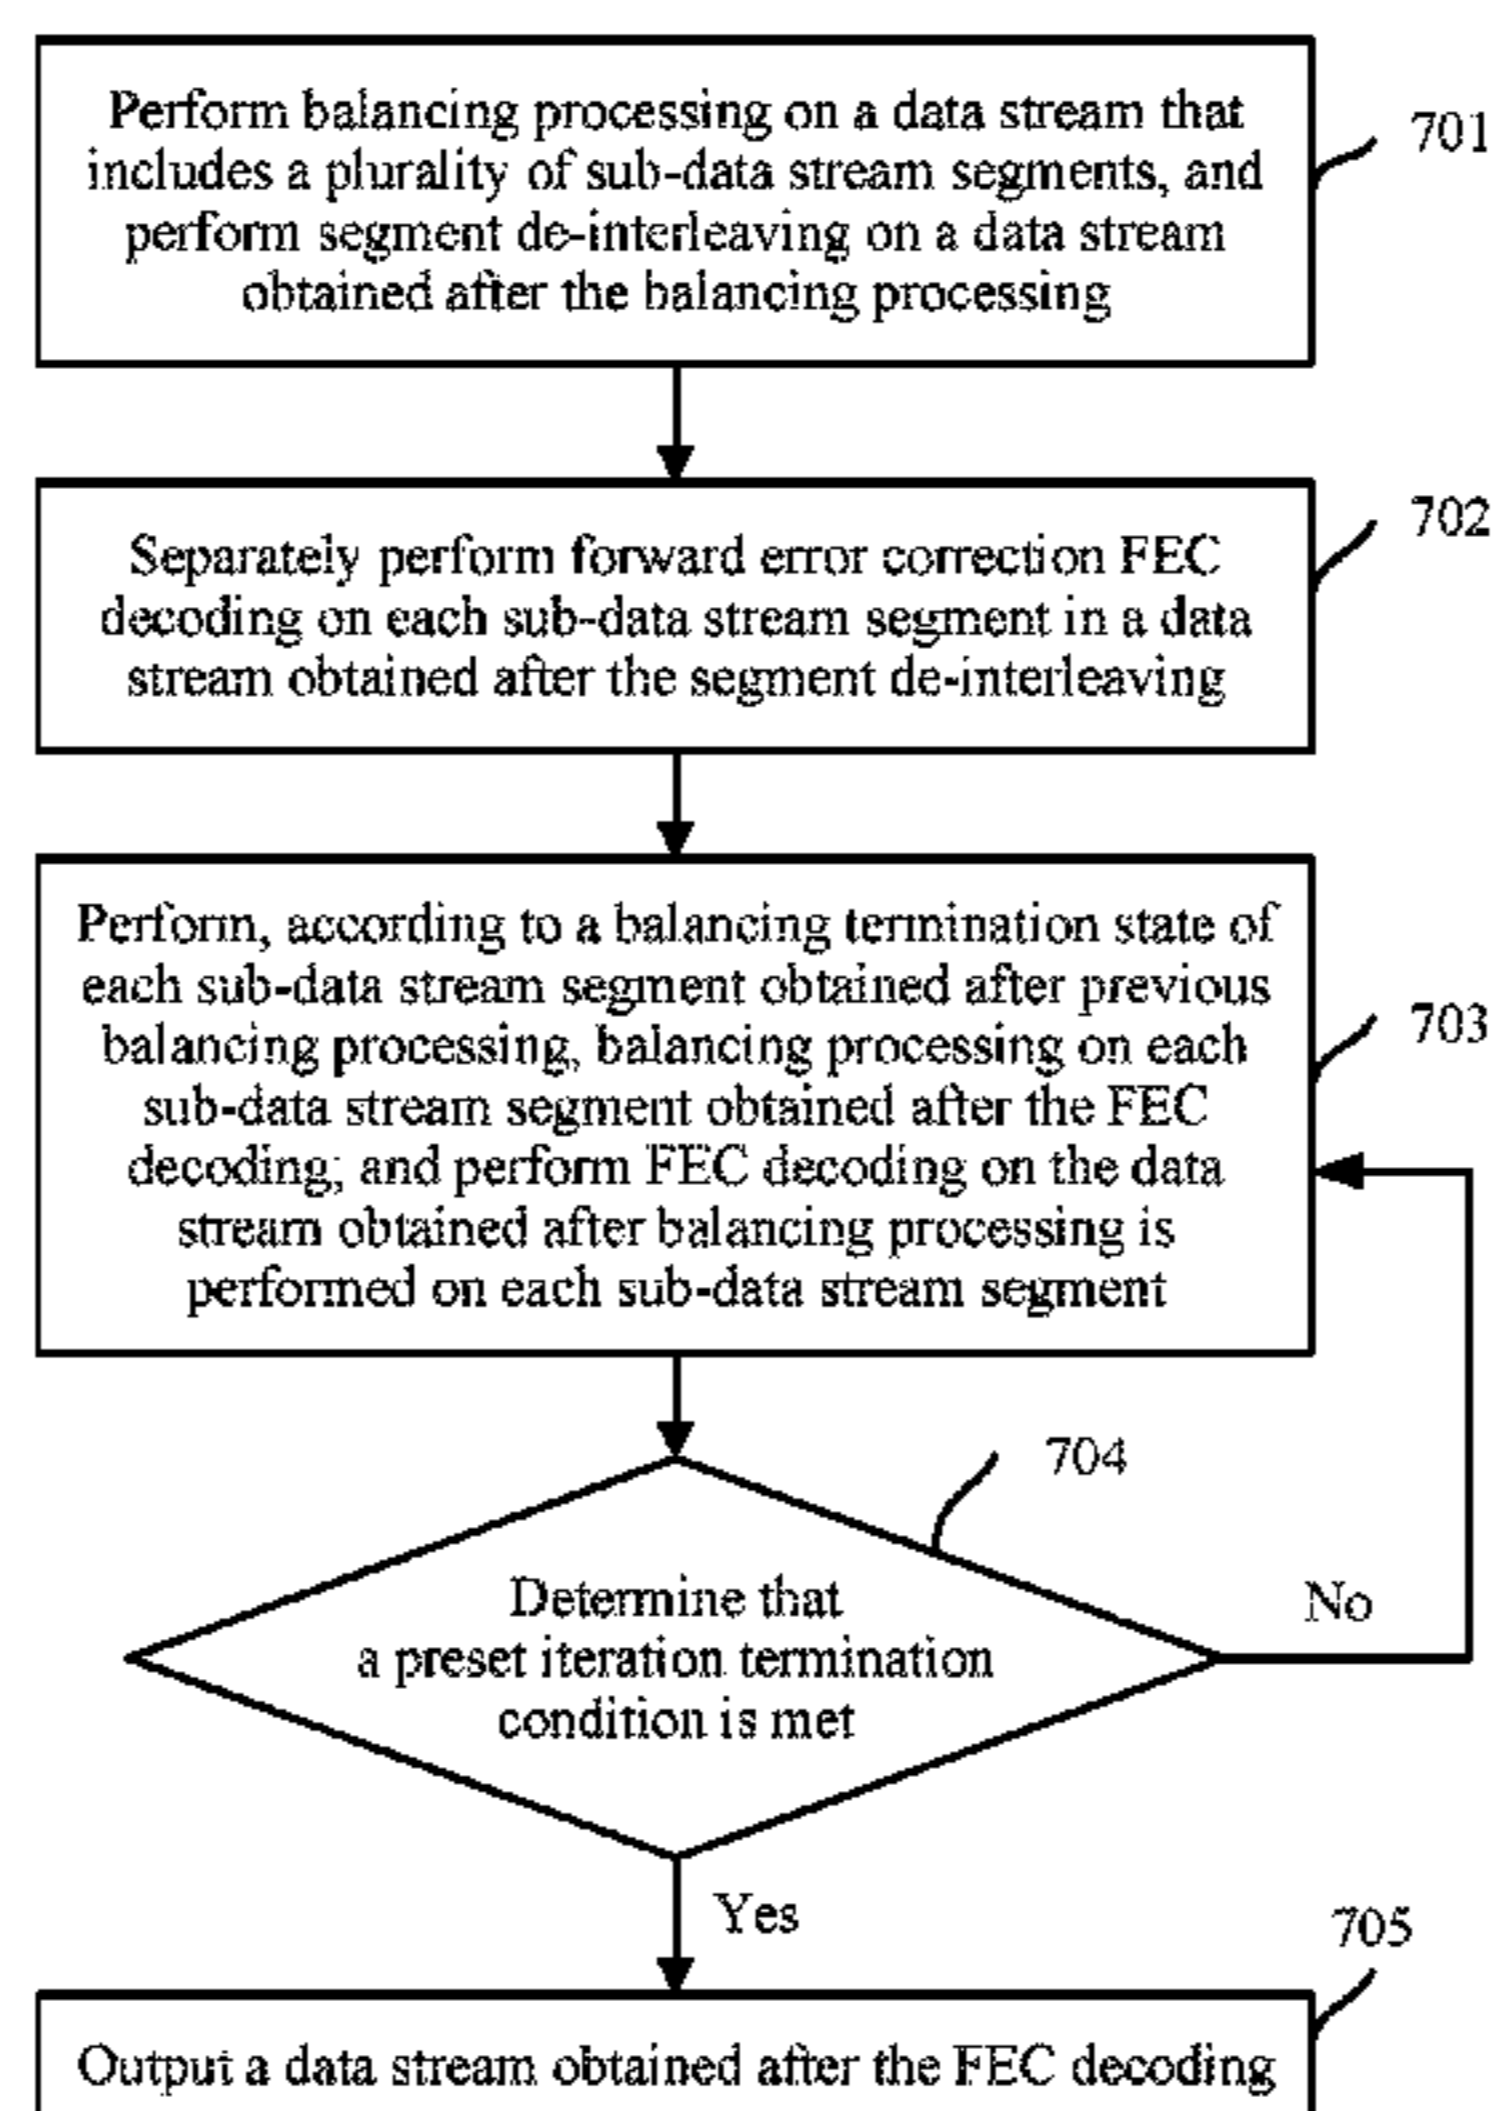 Perform balancing processing on a data stream that
includes a plurality of sub-data stream segments, and
perform segment de-interleaving on a data stream
obtained after the balancing processing
701
Separately perform forward error correction FEC
decoding on each sub-data stream segment in a data
stream obtained after the segment de-interleaving
702
Perform, according to a balancing termination state of
each sub-data stream segment obtained after previous
balancing processing, balancing processing on each
sub-data stream segment obtained after the FEC
decoding; and perform FEC decoding on the data
stream obtained after balancing processing is
performed on each sub-data stream segment
703
704
Determine that
a preset iteration termination
condition is met
No
Yes
705
Output a data stream obtained after the FEC decoding